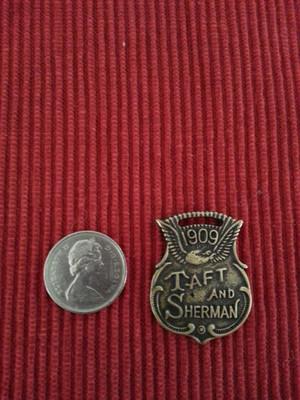 1909
TAFT
AND
SHERMAN